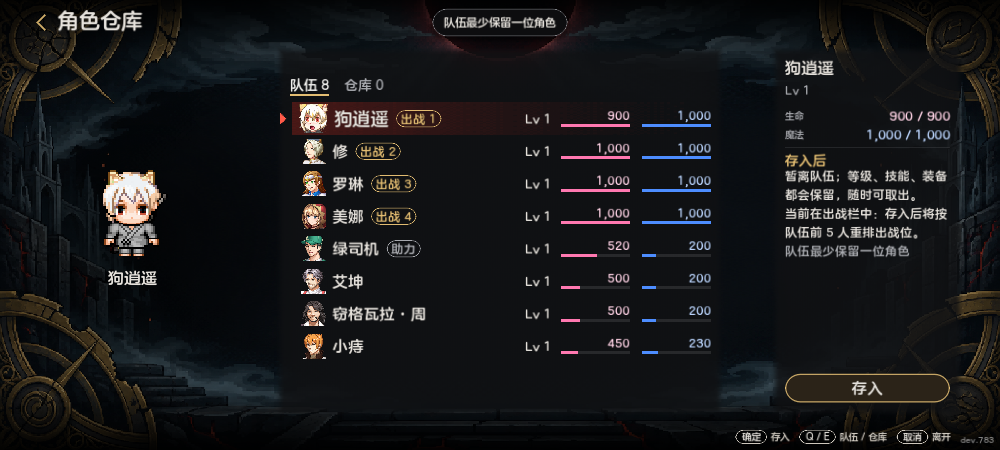 角色仓库
队伍最少保留一位角色
队伍 8 仓库 0
狗逍遥 出战 1 Lv 1 900 1,000
修 出战 2 Lv 1 1,000 1,000
罗琳 出战 3 Lv 1 1,000 1,000
美娜 出战 4 Lv 1 1,000 1,000
绿司机 助力 Lv 1 520 200
艾坤 Lv 1 500 200
窃格瓦拉·周 Lv 1 500 200
小痔 Lv 1 450 230
狗逍遥
狗逍遥
Lv 1
生命 900 / 900
魔法 1,000 / 1,000
存入后
暂离队伍；等级、技能、装备
都会保留，随时可取出。
当前在出战栏中：存入后将按
队伍前 5 人重排出战位。
队伍最少保留一位角色
存入
确定 存入 Q / E 队伍 / 仓库 取消 离开
dev.783